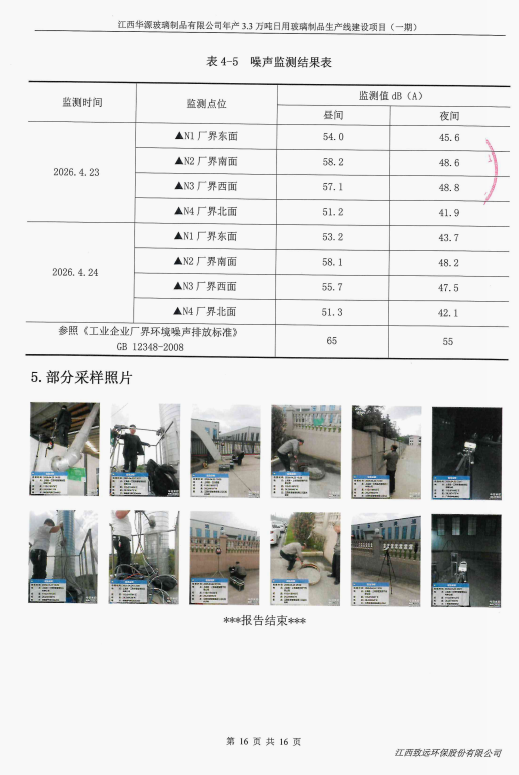 江西华源玻璃制品有限公司年产 3.3 万吨日用玻璃制品生产线建设项目（一期）
表 4-5 噪声监测结果表
监测时间 监测点位 监测值 dB（A）
昼间 夜间
2026.4.23
▲N1 厂界东面 54.0 45.6
▲N2 厂界南面 58.2 48.6
▲N3 厂界西面 57.1 48.8
▲N4 厂界北面 51.2 41.9
2026.4.24
▲N1 厂界东面 53.2 43.7
▲N2 厂界南面 58.1 48.2
▲N3 厂界西面 55.7 47.5
▲N4 厂界北面 51.3 42.1
参照《工业企业厂界环境噪声排放标准》
GB 12348-2008 65 55
5.部分采样照片
***报告结束***
第 16 页 共 16 页
江西致远环保股份有限公司